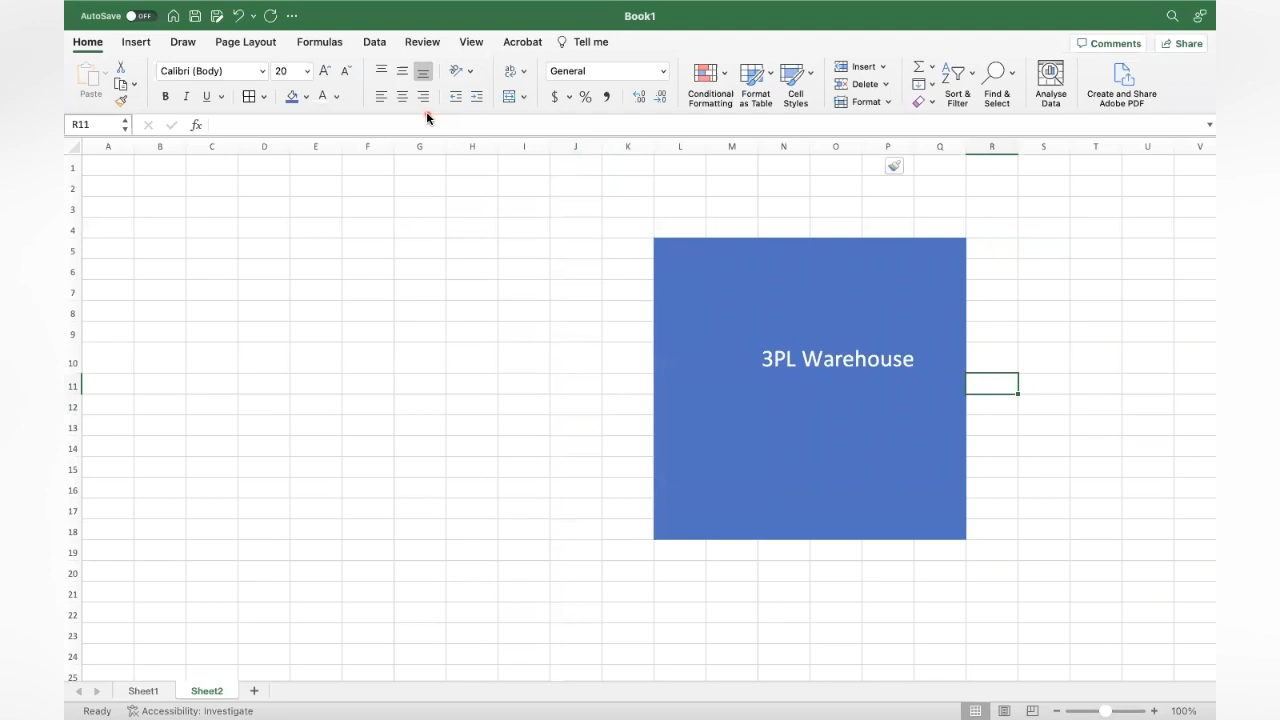 AutoSave OFF
Book1
Home Insert Draw Page Layout Formulas Data Review View Acrobat Tell me
Comments Share
Paste
Calibri (Body) 20
General
Conditional Formatting
Format as Table
Cell Styles
Insert
Delete
Format
Sort & Filter
Find & Select
Analyse Data
Create and Share Adobe PDF
R11 fx
A B C D E F G H I J K L M N O P Q R S T U V
1
2
3
4
5
6
7
8
9
10
11
12
13
14
15
16
17
18
19
20
21
22
23
24
25
3PL Warehouse
Sheet1 Sheet2 +
Ready Accessibility: Investigate
100%